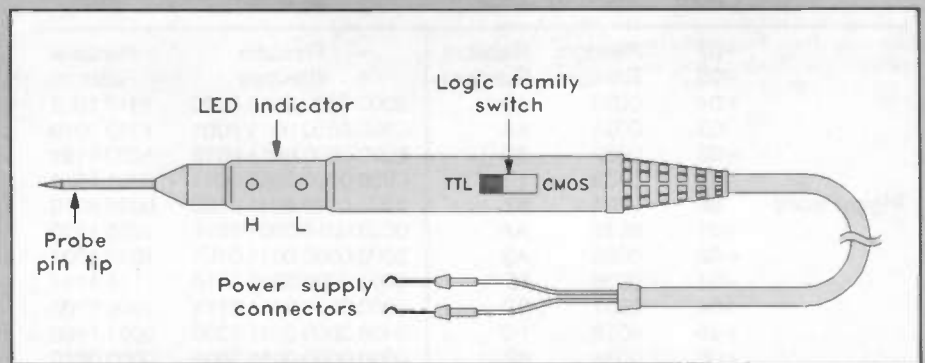 Logic family
switch
LED Indicator
TTL
CMOS
H
L
Probe
pin tip
Power supply
connectors